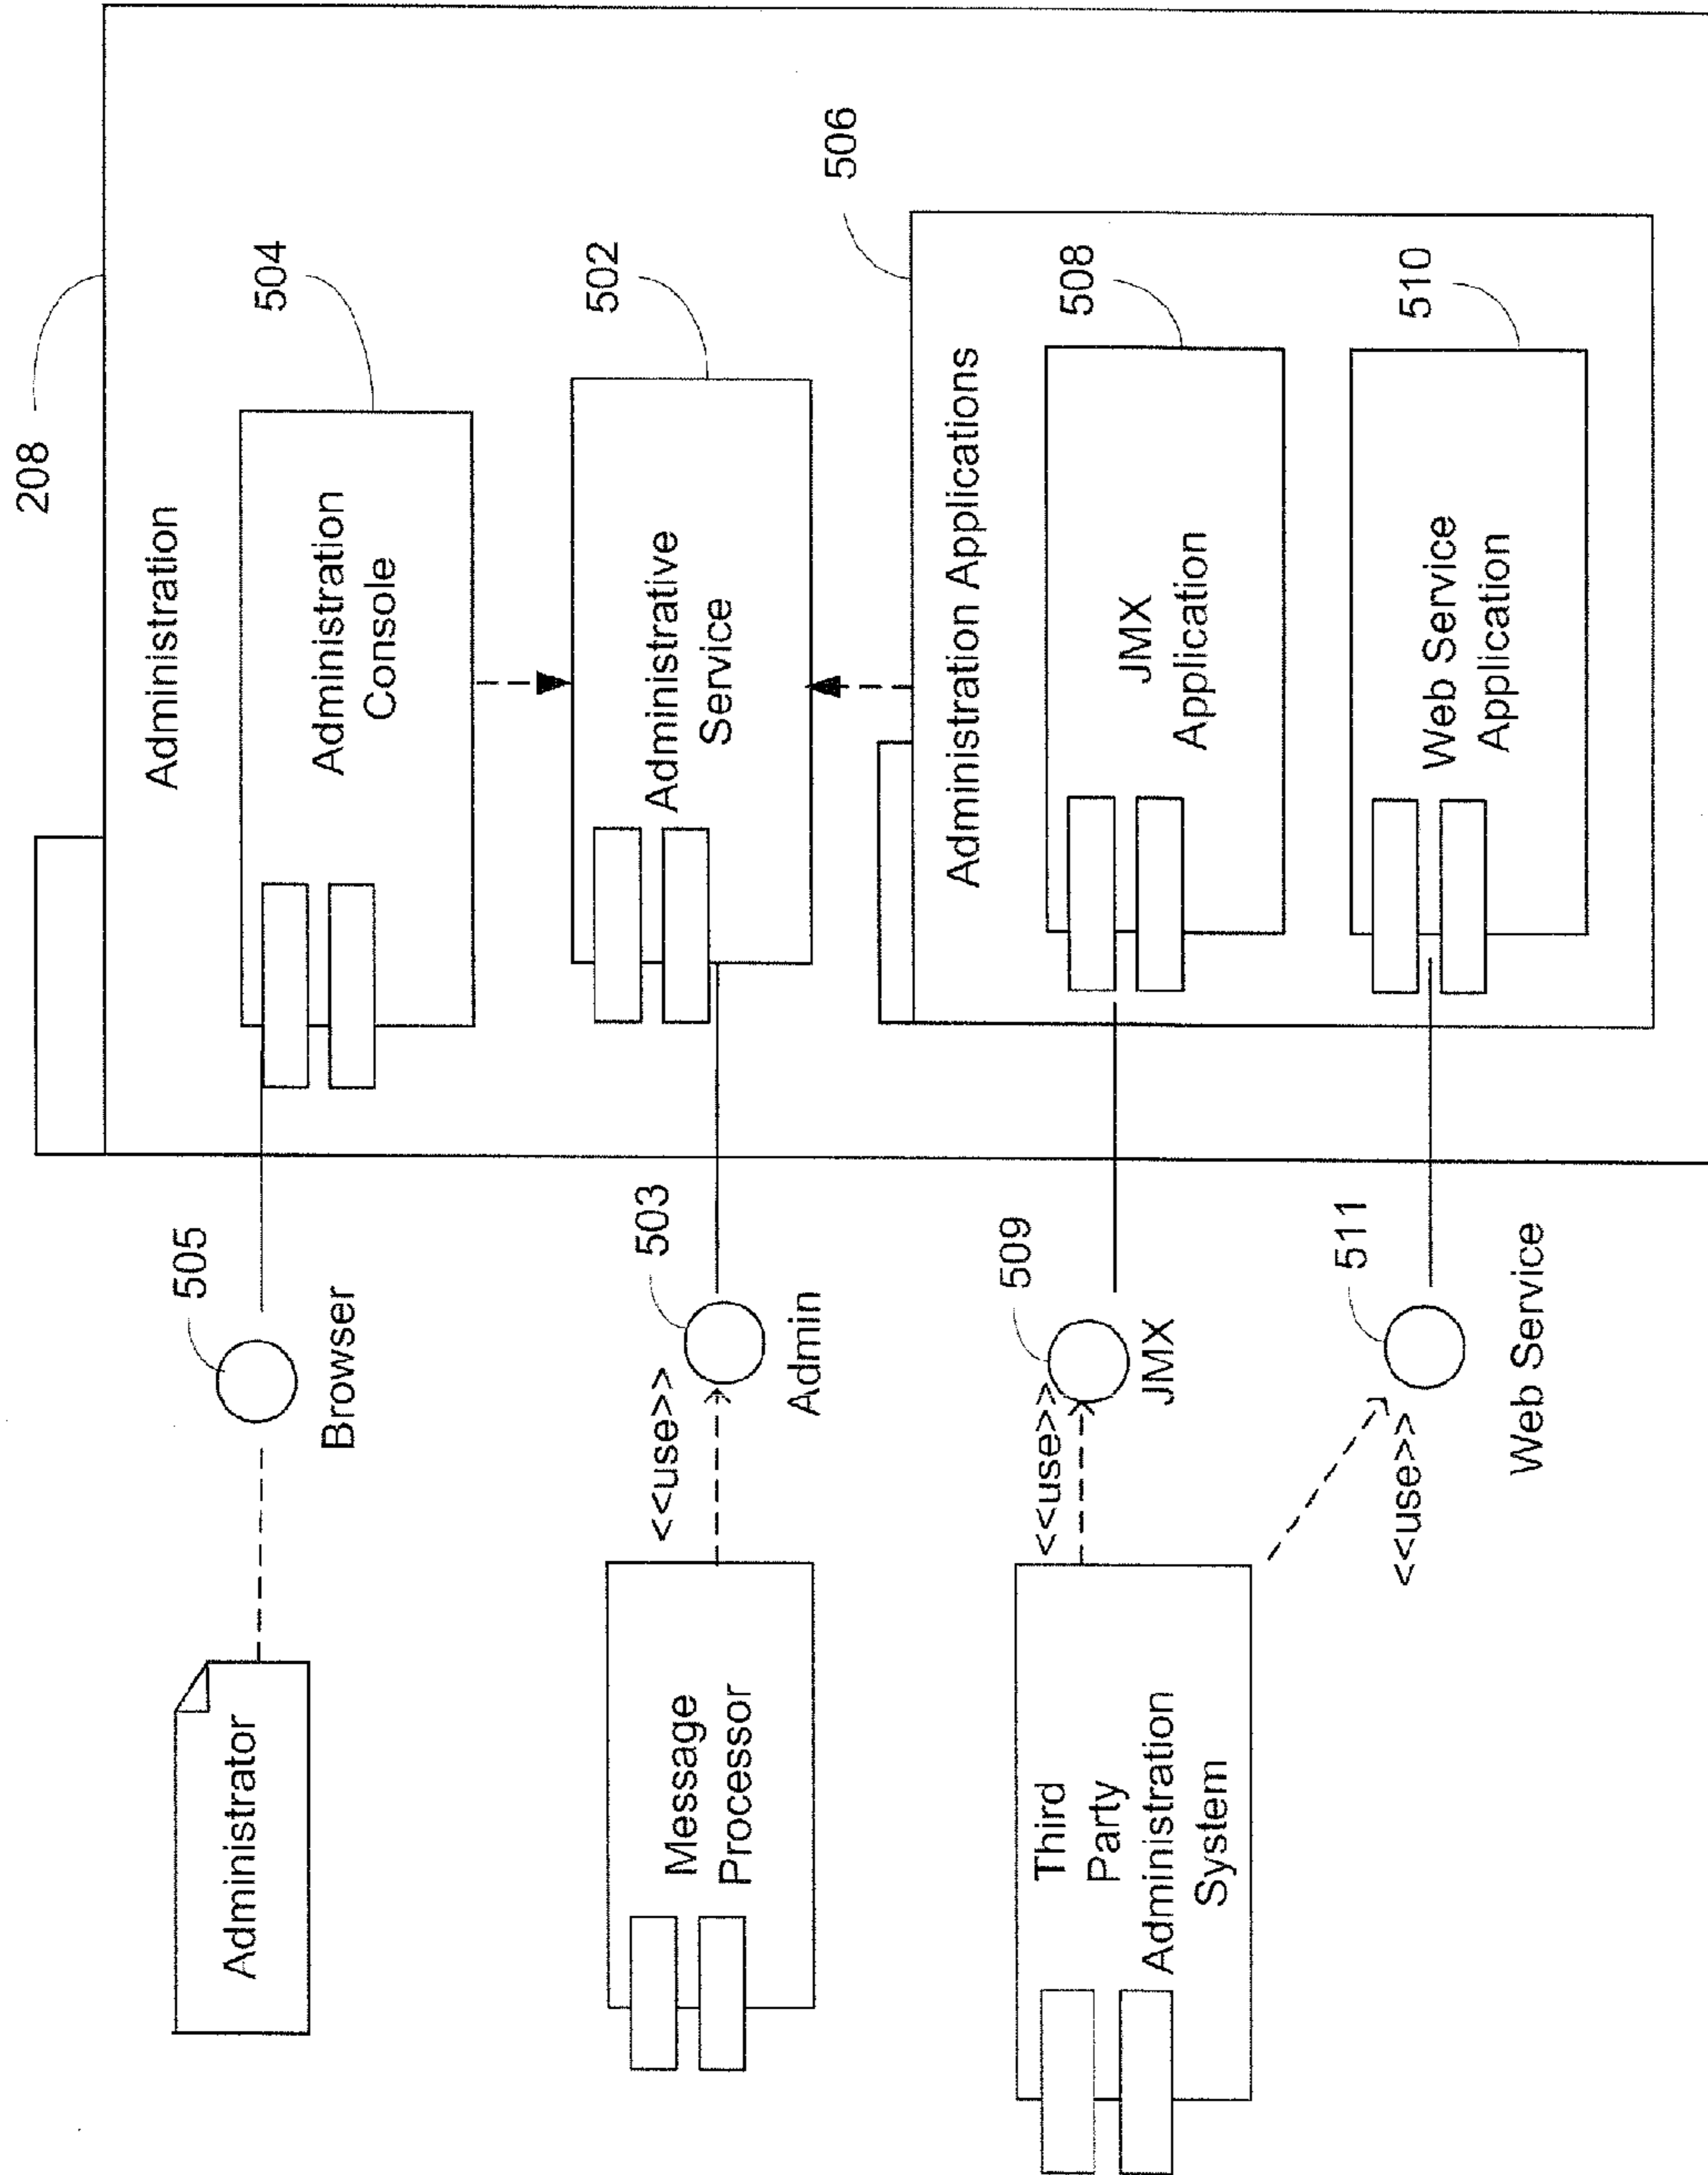 208
Administration
504
Administration
Console
505
Browser
Administrator
502
Administrative
Service
503
<<use>>
Admin
Message
Processor
506
Administration Applications
508
JMX
Application
509
<<use>>
JMX
Third
Party
Administration
System
510
Web Service
Application
511
<<use>>
Web Service